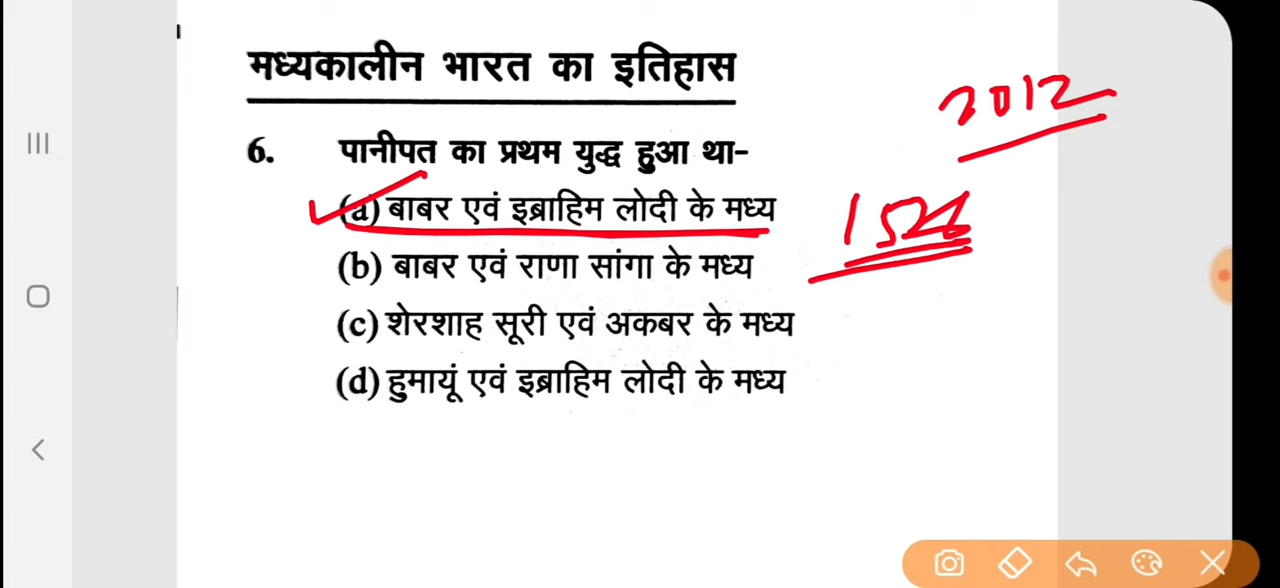 मध्यकालीन भारत का इतिहास
2012
6. पानीपत का प्रथम युद्ध हुआ था-
(a) बाबर एवं इब्राहिम लोदी के मध्य
1526
(b) बाबर एवं राणा सांगा के मध्य
(c) शेरशाह सूरी एवं अकबर के मध्य
(d) हुमायूं एवं इब्राहिम लोदी के मध्य